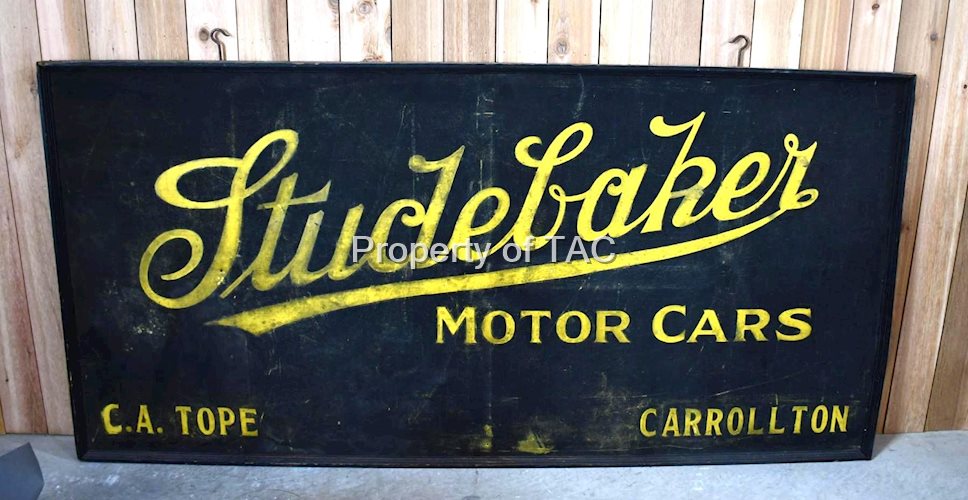 Studebaker
Property of TAC
MOTOR CARS
C.A. TOPE CARROLLTON